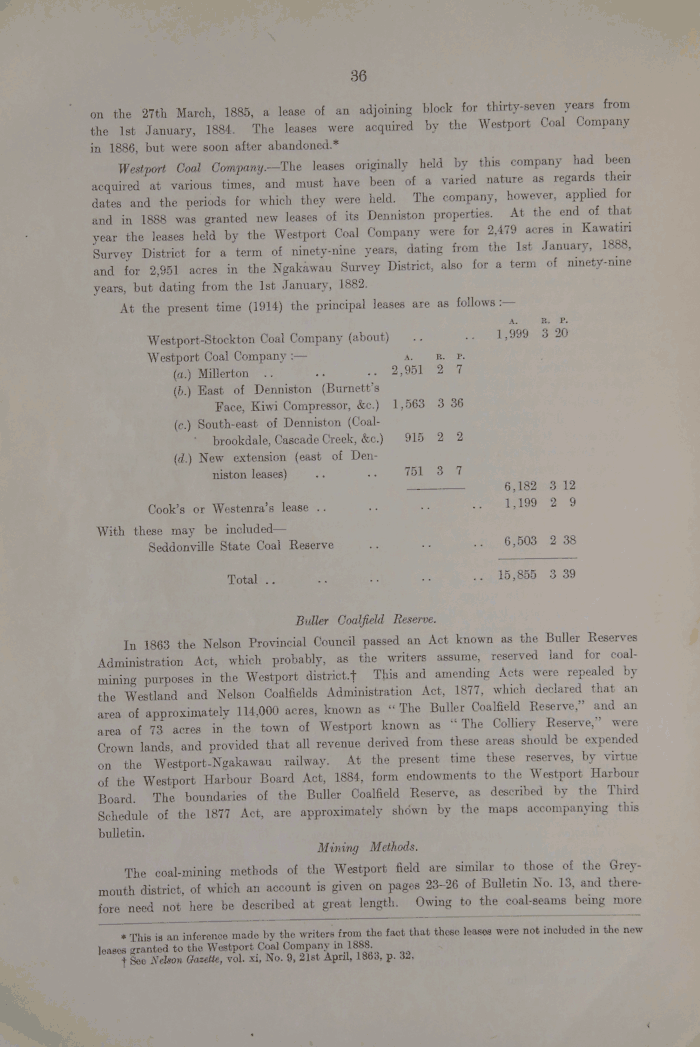 36
on the 27th March, 1885, a lease of an adjoining block for thirty-seven years from
the 1st January, 1884. The leases were acquired by the Westport Coal Company
in 1886, but were soon after abandoned.*
Westport Coal Company.—The leases originally held by this company had been
acquired at various times, and must have been of a varied nature as regards their
dates and the periods for which they were held. The company, however, applied for
and in 1888 was granted new leases of its Denniston properties. At the end of that
year the leases held by the Westport Coal Company were for 2,479 acres in Kawatiri
Survey District for a term of ninety-nine years, dating from the 1st January, 1888,
and for 2,951 acres in the Ngakawau Survey District, also for a term of ninety-nine
years, but dating from the 1st January, 1882.
At the present time (1914) the principal leases are as follows:—
A. R. P.
Westport-Stockton Coal Company (about) .. .. 1,999 3 20
Westport Coal Company:— A. R. P.
(a.) Millerton .. .. .. 2,951 2 7
(b.) East of Denniston (Burnett's
Face, Kiwi Compressor, &c.) 1,563 3 36
(c.) South-east of Denniston (Coal-
brookdale, Cascade Creek, &c.) 915 2 2
(d.) New extension (east of Den-
niston leases) .. .. 751 3 7
6,182 3 12
Cook's or Westenra's lease .. .. .. .. 1,199 2 9
With these may be included—
Seddonville State Coal Reserve .. .. .. 6,503 2 38
Total .. .. .. .. .. 15,855 3 39
Buller Coalfield Reserve.
In 1863 the Nelson Provincial Council passed an Act known as the Buller Reserves
Administration Act, which probably, as the writers assume, reserved land for coal-
mining purposes in the Westport district.† This and amending Acts were repealed by
the Westland and Nelson Coalfields Administration Act, 1877, which declared that an
area of approximately 114,000 acres, known as "The Buller Coalfield Reserve," and an
area of 73 acres in the town of Westport known as "The Colliery Reserve," were
Crown lands, and provided that all revenue derived from these areas should be expended
on the Westport-Ngakawau railway. At the present time these reserves, by virtue
of the Westport Harbour Board Act, 1884, form endowments to the Westport Harbour
Board. The boundaries of the Buller Coalfield Reserve, as described by the Third
Schedule of the 1877 Act, are approximately shown by the maps accompanying this
bulletin.
Mining Methods.
The coal-mining methods of the Westport field are similar to those of the Grey-
mouth district, of which an account is given on pages 23-26 of Bulletin No. 13, and there-
fore need not here be described at great length. Owing to the coal-seams being more
* This is an inference made by the writers from the fact that these leases were not included in the new
leases granted to the Westport Coal Company in 1888.
† See Nelson Gazette, vol. xi, No. 9, 21st April, 1863, p. 32.